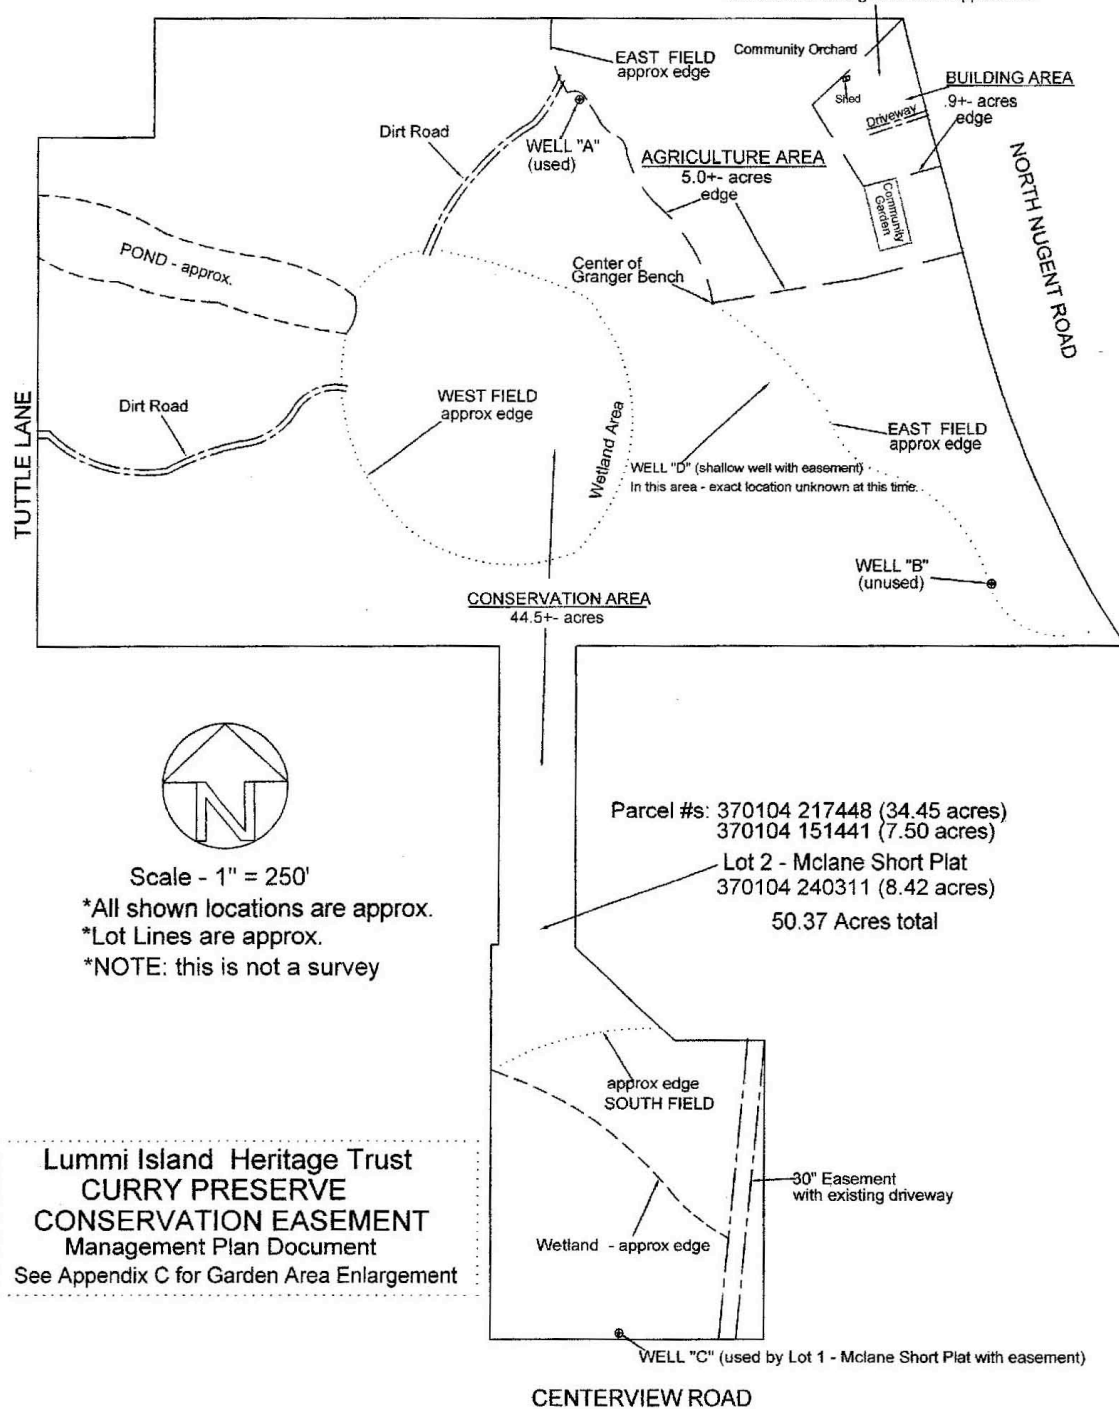 EAST FIELD
approx edge
Community Orchard
Shed
BUILDING AREA
.9+- acres
edge
Driveway
Dirt Road
WELL "A"
(used)
AGRICULTURE AREA
5.0+- acres
edge
Community
Garden
NORTH NUGENT ROAD
POND - approx.
Center of
Granger Bench
TUTTLE LANE
Dirt Road
WEST FIELD
approx edge
Wetland Area
EAST FIELD
approx edge
WELL "D" (shallow well with easement)
In this area - exact location unknown at this time.
WELL "B"
(unused)
CONSERVATION AREA
44.5+- acres
N
Scale - 1" = 250'
*All shown locations are approx.
*Lot Lines are approx.
*NOTE: this is not a survey
Parcel #s: 370104 217448 (34.45 acres)
370104 151441 (7.50 acres)
Lot 2 - Mclane Short Plat
370104 240311 (8.42 acres)
50.37 Acres total
approx edge
SOUTH FIELD
30" Easement
with existing driveway
Wetland - approx edge
Lummi Island Heritage Trust
CURRY PRESERVE
CONSERVATION EASEMENT
Management Plan Document
See Appendix C for Garden Area Enlargement
WELL "C" (used by Lot 1 - Mclane Short Plat with easement)
CENTERVIEW ROAD